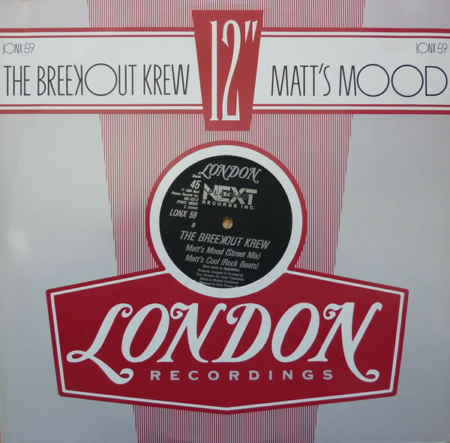 LONX 59
LONX 59
THE BREEKOUT KREW
12"
MATT'S MOOD
LONDON
45
NEXT
RECORDS INC.
LONX 59
THE BREEKOUT KREW
Matt's Mood (Street Mix)
Matt's Cool (Rock Beats)
LONDON
RECORDINGS